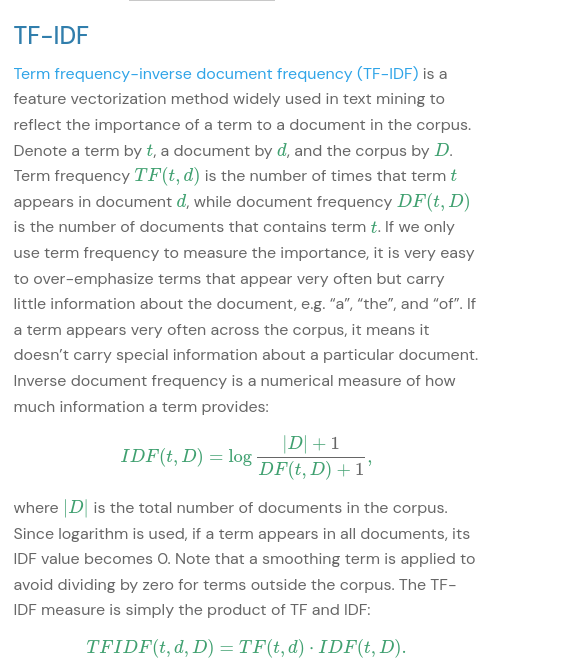 TF-IDF
Term frequency-inverse document frequency (TF-IDF) is a
feature vectorization method widely used in text mining to
reflect the importance of a term to a document in the corpus.
Denote a term by t, a document by d, and the corpus by D.
Term frequency TF(t, d) is the number of times that term t
appears in document d, while document frequency DF(t, D)
is the number of documents that contains term t. If we only
use term frequency to measure the importance, it is very easy
to over-emphasize terms that appear very often but carry
little information about the document, e.g. “a”, “the”, and “of”. If
a term appears very often across the corpus, it means it
doesn’t carry special information about a particular document.
Inverse document frequency is a numerical measure of how
much information a term provides:
IDF(t, D) = log (|D| + 1) / (DF(t, D) + 1),
where |D| is the total number of documents in the corpus.
Since logarithm is used, if a term appears in all documents, its
IDF value becomes 0. Note that a smoothing term is applied to
avoid dividing by zero for terms outside the corpus. The TF-
IDF measure is simply the product of TF and IDF:
TFIDF(t, d, D) = TF(t, d) · IDF(t, D).